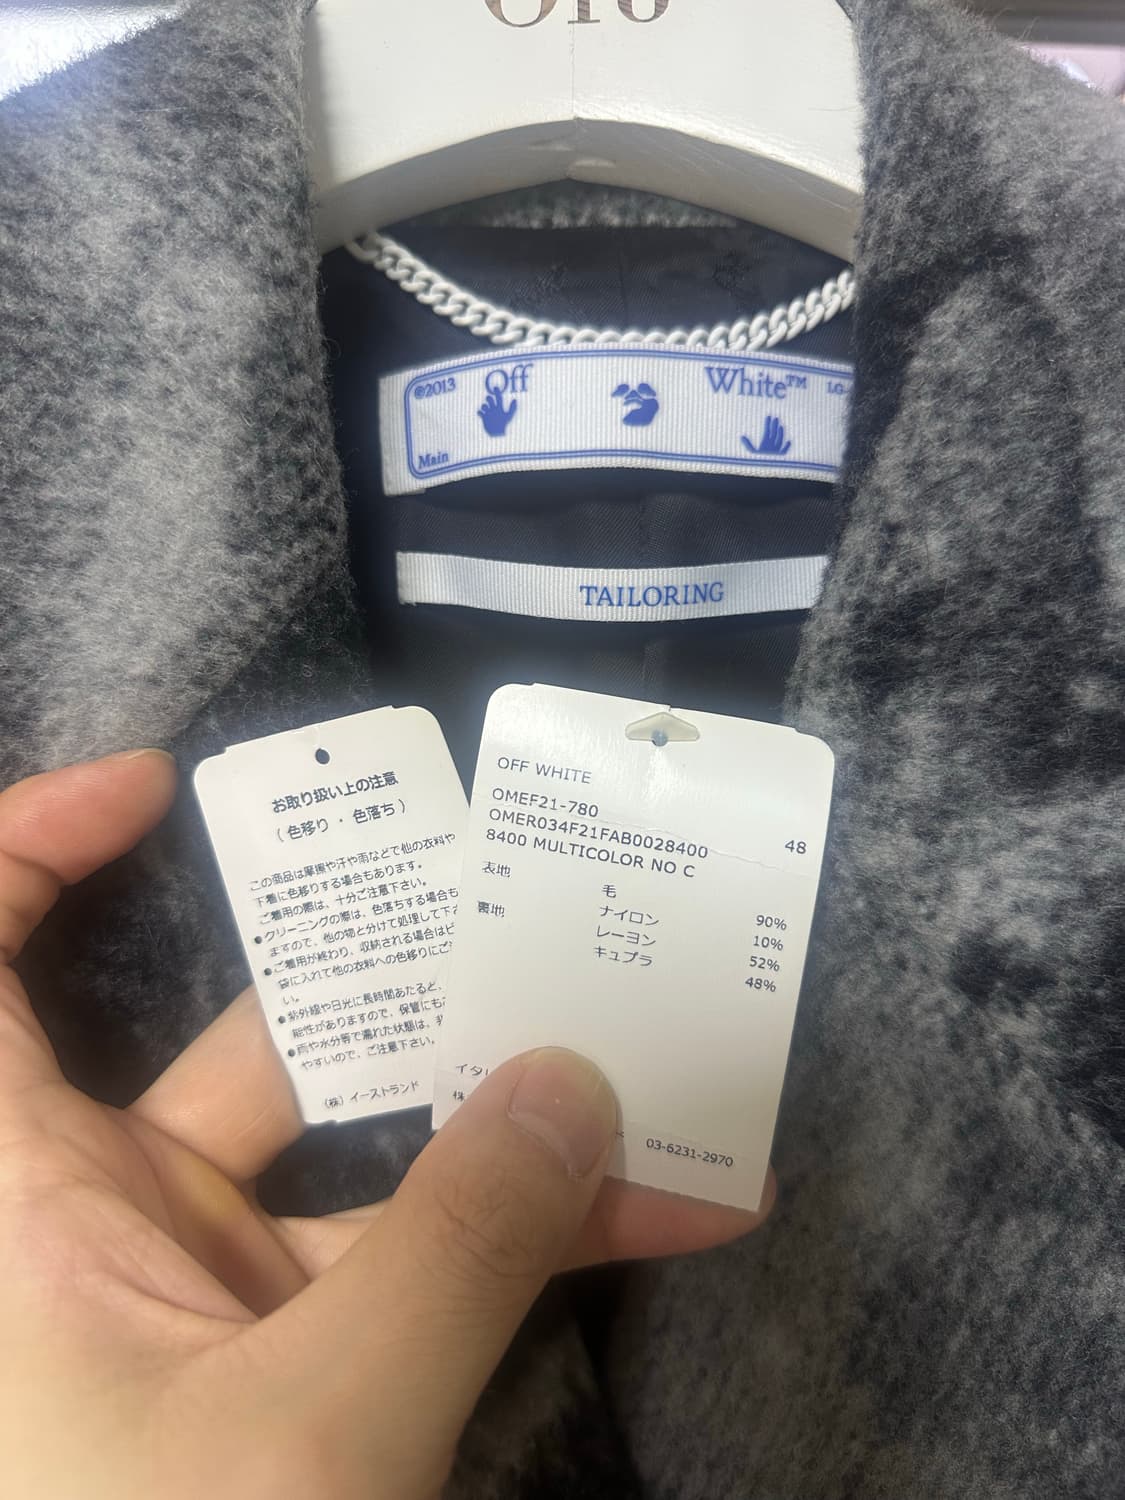 ©2013 Off White™ LG-
Main
TAILORING
お取り扱い上の注意
(色移り・色落ち)
この商品は摩擦や汗や雨などで他の衣料や
下着に色移りする場合もあります。
ご着用の際は、十分ご注意下さい。
●クリーニングの際は、色落ちする場合も
ますので、他の物と分けて処理して下
●ご着用が終わり、収納される場合はビ
袋に入れて他の衣料への色移りにご
い。
●紫外線や日光に長時間あたると、
能性がありますので、保管にも
●雨や水分等で濡れた状態は、
やすいので、ご注意下さい。
(株)イーストランド
OFF WHITE
OMEF21-780
OMER034F21FAB0028400 48
8400 MULTICOLOR NO C
表地 毛 90%
ナイロン 10%
裏地 レーヨン 52%
キュプラ 48%
イタ
株
03-6231-2970